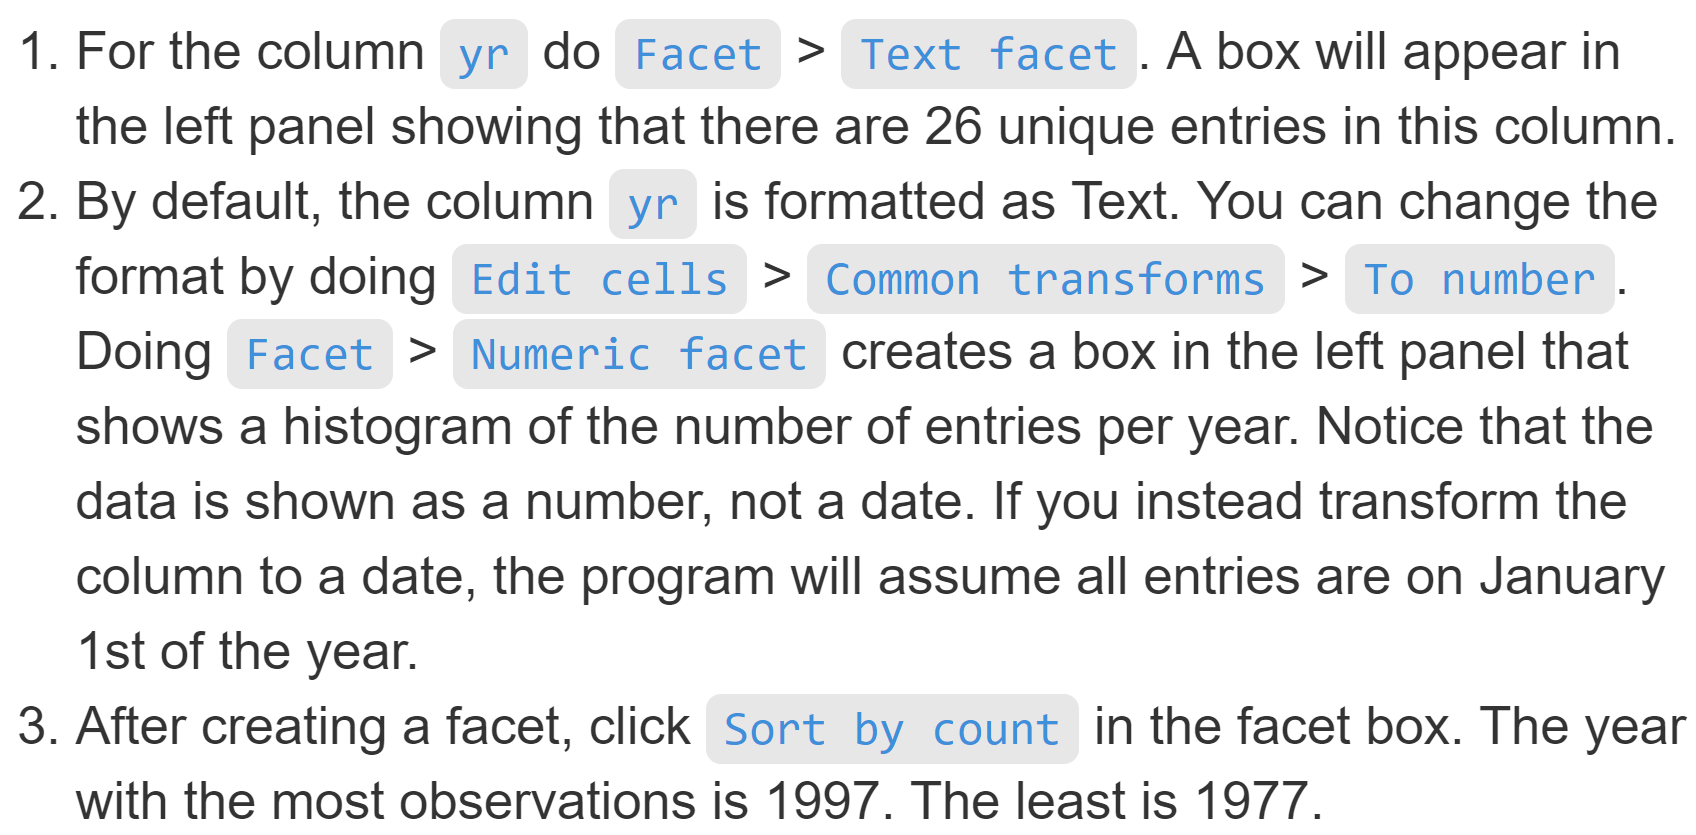 1. For the column yr do Facet > Text facet. A box will appear in
the left panel showing that there are 26 unique entries in this column.
2. By default, the column yr is formatted as Text. You can change the
format by doing Edit cells > Common transforms > To number.
Doing Facet > Numeric facet creates a box in the left panel that
shows a histogram of the number of entries per year. Notice that the
data is shown as a number, not a date. If you instead transform the
column to a date, the program will assume all entries are on January
1st of the year.
3. After creating a facet, click Sort by count in the facet box. The year
with the most observations is 1997. The least is 1977.